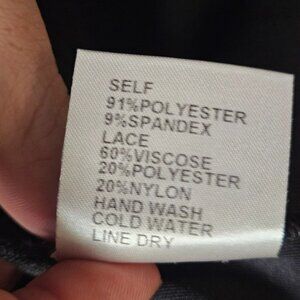 SELF
91%POLYESTER
9%SPANDEX
LACE
60%VISCOSE
20%POLYESTER
20%NYLON
HAND WASH
COLD WATER
LINE DRY